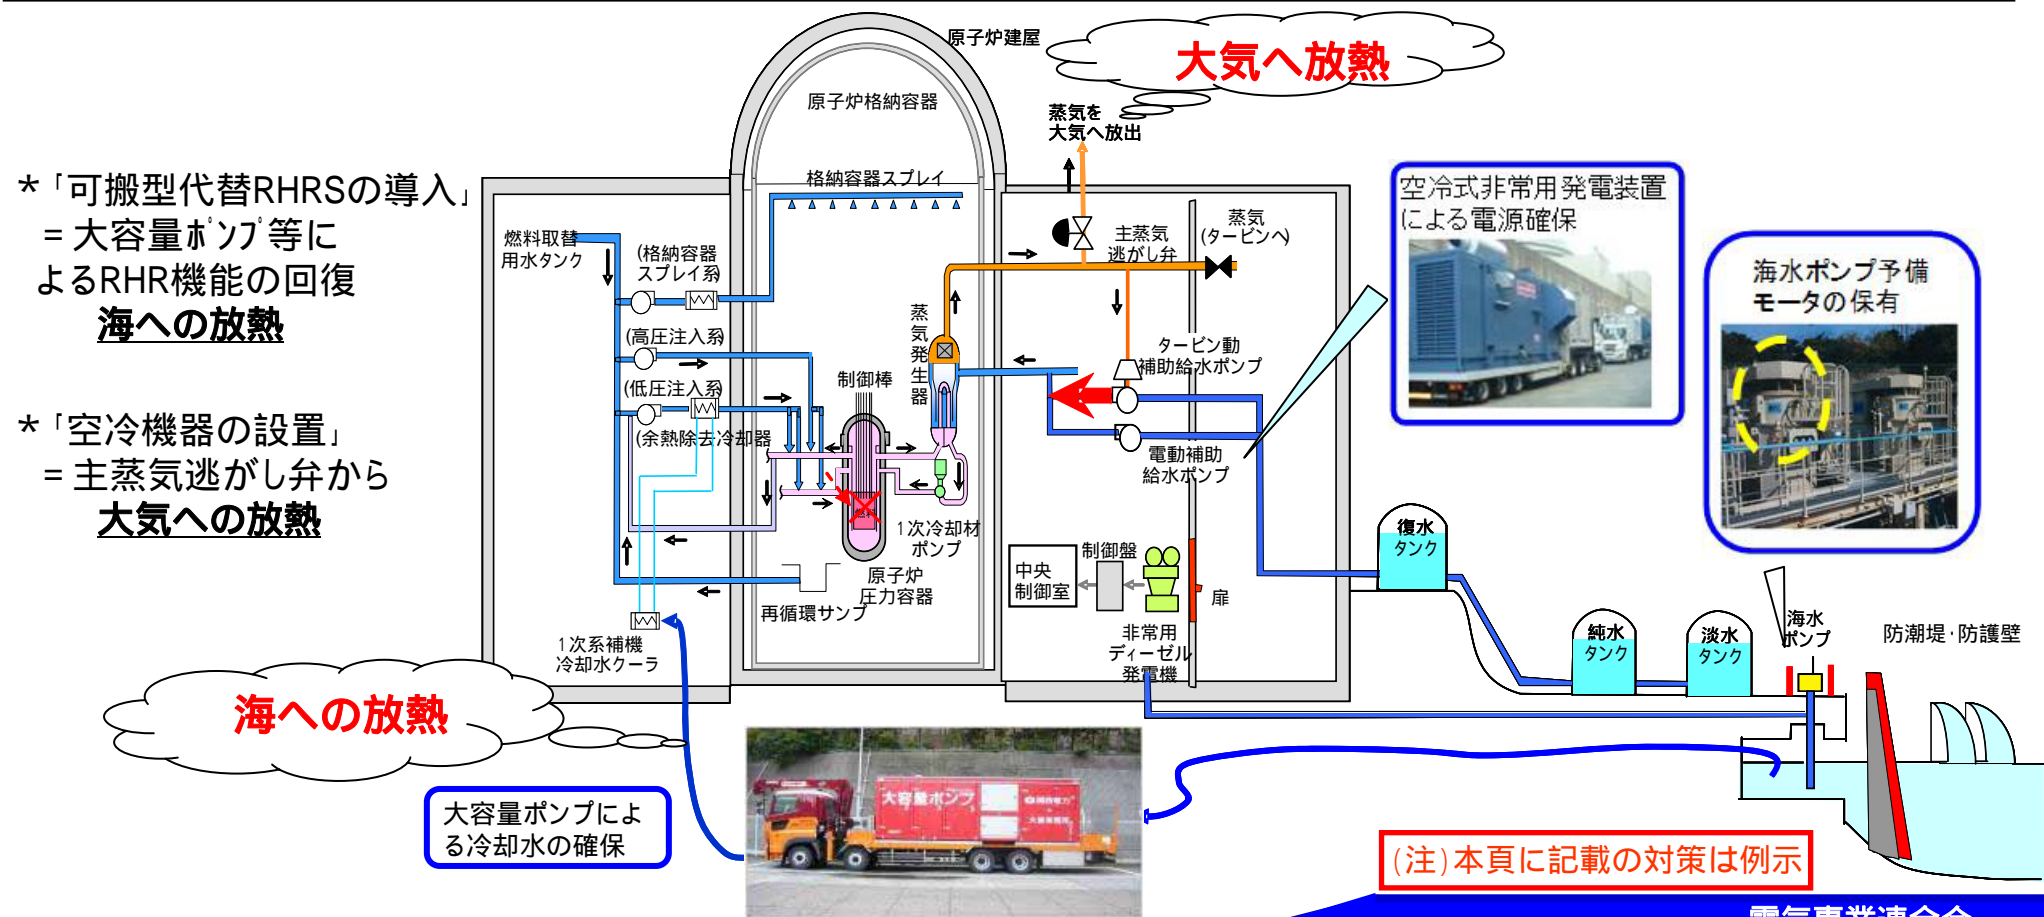 *「可搬型代替RHRSの導入」
=大容量ﾎﾟﾝﾌﾟ等に
よるRHR機能の回復
海への放熱
*「空冷機器の設置」
=主蒸気逃がし弁から
大気への放熱
原子炉建屋
大気へ放熱
原子炉格納容器
蒸気を
大気へ放出
格納容器スプレイ
燃料取替
用水タンク
(格納容器
スプレイ系)
(高圧注入系)
(低圧注入系)
(余熱除去冷却器
制御棒
蒸気発生器
主蒸気
逃がし弁
蒸気
(タービンへ)
タービン動
補助給水ポンプ
電動補助
給水ポンプ
1次冷却材
ポンプ
原子炉
圧力容器
再循環サンプ
1次系補機
冷却水クーラ
中央
制御室
制御盤
非常用
ディーゼル
発電機
扉
空冷式非常用発電装置
による電源確保
海水ポンプ予備
モータの保有
復水
タンク
純水
タンク
淡水
タンク
海水
ポンプ
防潮堤・防護壁
海への放熱
大容量ポンプによ
る冷却水の確保
大容量ポンプ
(注)本頁に記載の対策は例示
電気事業連合会